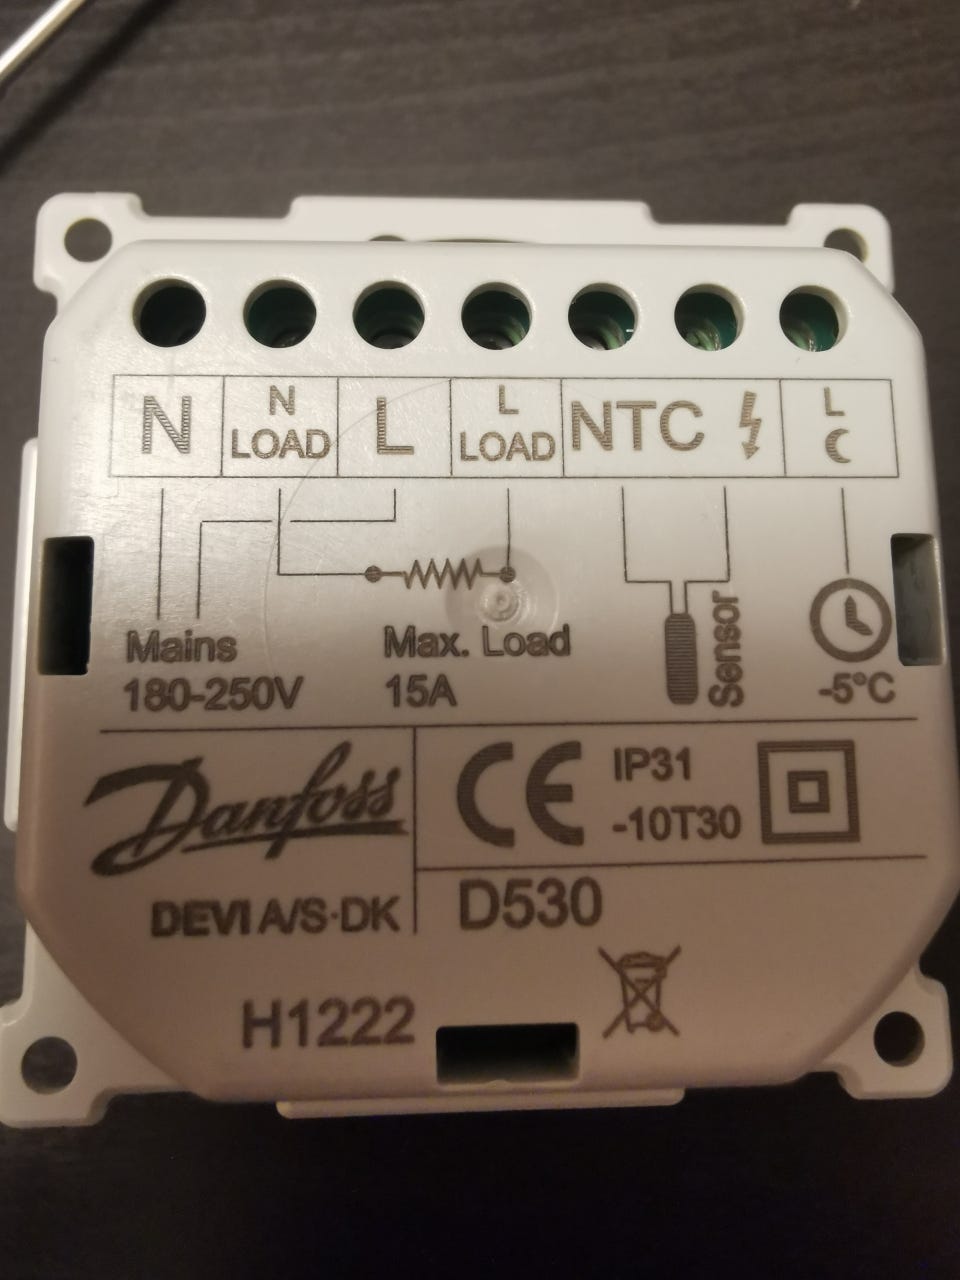 N N LOAD L L LOAD NTC L
Mains Max. Load Sensor
180-250V 15A -5°C
Danfoss CE IP31
-10T30
DEVI A/S·DK D530
H1222